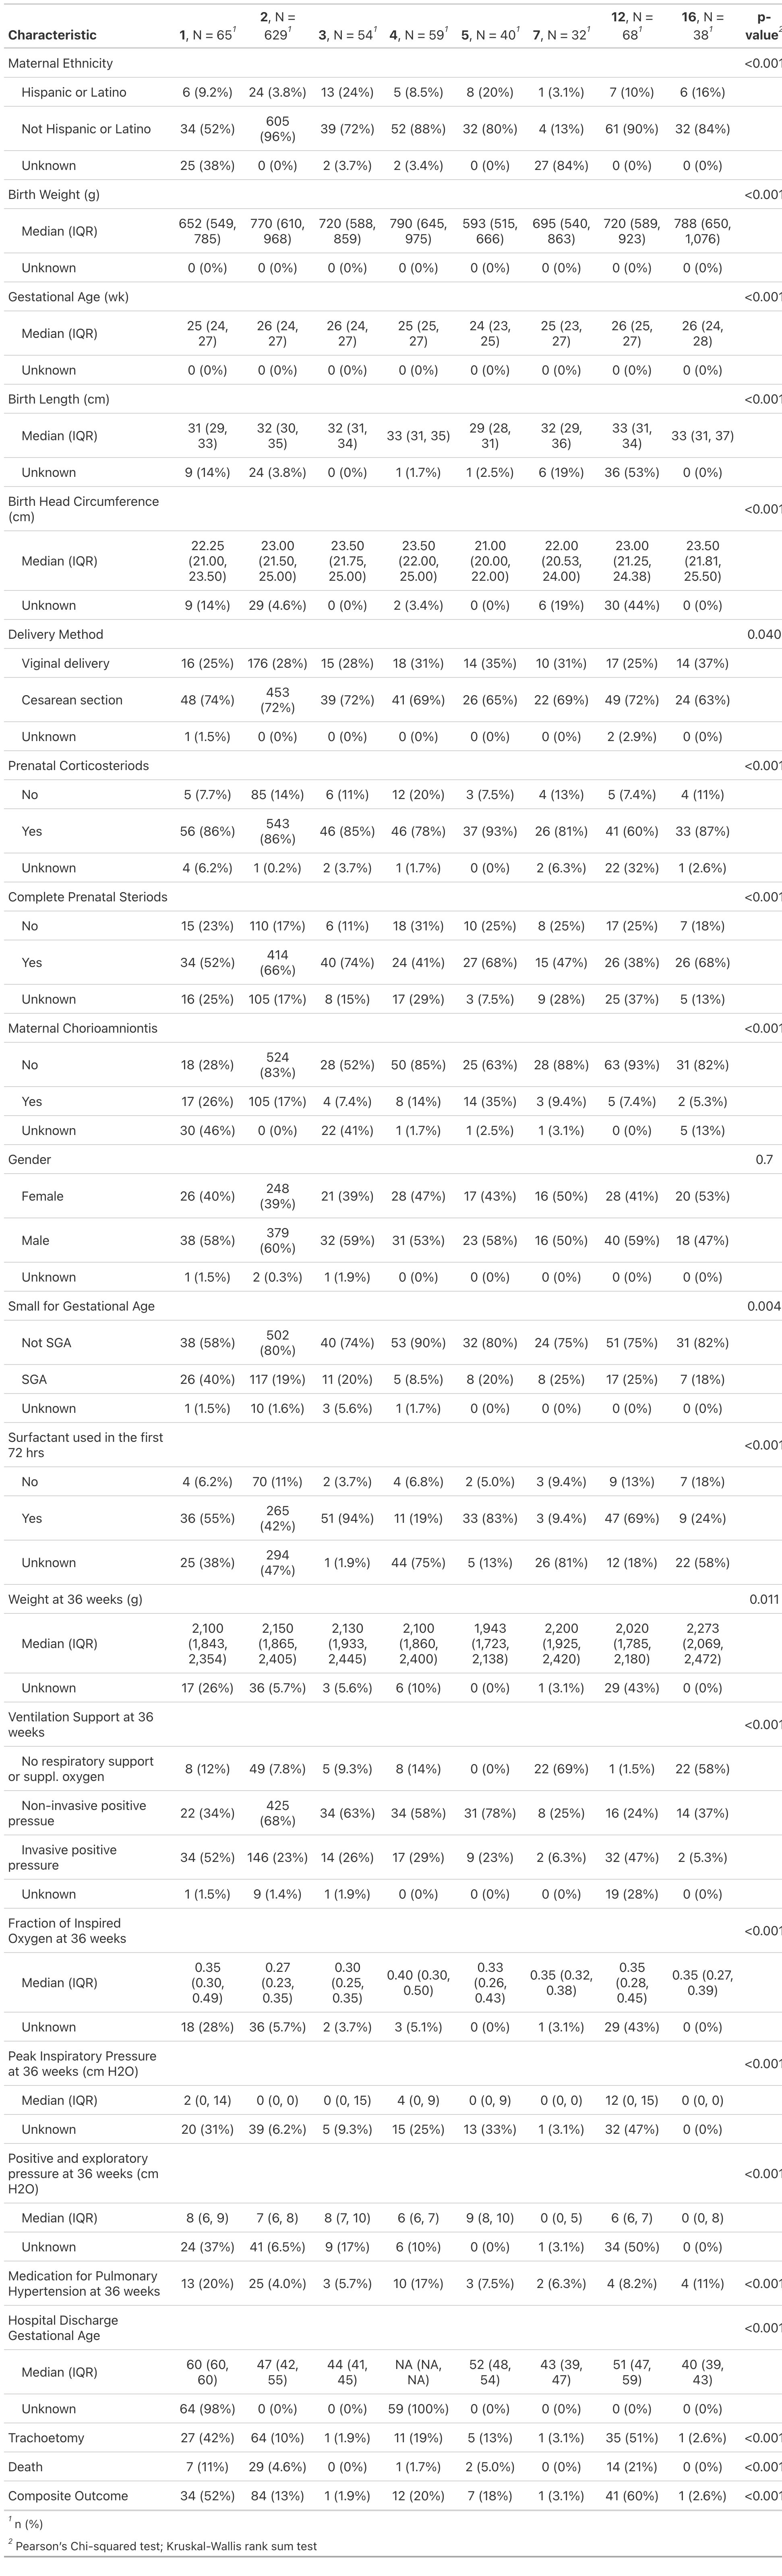 Characteristic 1, N = 65¹ 2, N = 629¹ 3, N = 54¹ 4, N = 59¹ 5, N = 40¹ 7, N = 32¹ 12, N = 68¹ 16, N = 38¹ p-value²
Maternal Ethnicity <0.001
Hispanic or Latino 6 (9.2%) 24 (3.8%) 13 (24%) 5 (8.5%) 8 (20%) 1 (3.1%) 7 (10%) 6 (16%)
Not Hispanic or Latino 34 (52%) 605 (96%) 39 (72%) 52 (88%) 32 (80%) 4 (13%) 61 (90%) 32 (84%)
Unknown 25 (38%) 0 (0%) 2 (3.7%) 2 (3.4%) 0 (0%) 27 (84%) 0 (0%) 0 (0%)
Birth Weight (g) <0.001
Median (IQR) 652 (549, 785) 770 (610, 968) 720 (588, 859) 790 (645, 975) 593 (515, 666) 695 (540, 863) 720 (589, 923) 788 (650, 1,076)
Unknown 0 (0%) 0 (0%) 0 (0%) 0 (0%) 0 (0%) 0 (0%) 0 (0%) 0 (0%)
Gestational Age (wk) <0.001
Median (IQR) 25 (24, 27) 26 (24, 27) 26 (24, 27) 25 (25, 27) 24 (23, 25) 25 (23, 27) 26 (25, 27) 26 (24, 28)
Unknown 0 (0%) 0 (0%) 0 (0%) 0 (0%) 0 (0%) 0 (0%) 0 (0%) 0 (0%)
Birth Length (cm) <0.001
Median (IQR) 31 (29, 33) 32 (30, 35) 32 (31, 34) 33 (31, 35) 29 (28, 31) 32 (29, 36) 33 (31, 34) 33 (31, 37)
Unknown 9 (14%) 24 (3.8%) 0 (0%) 1 (1.7%) 1 (2.5%) 6 (19%) 36 (53%) 0 (0%)
Birth Head Circumference (cm) <0.001
Median (IQR) 22.25 (21.00, 23.50) 23.00 (21.50, 25.00) 23.50 (21.75, 25.00) 23.50 (22.00, 25.00) 21.00 (20.00, 22.00) 22.00 (20.53, 24.00) 23.00 (21.25, 24.38) 23.50 (21.81, 25.50)
Unknown 9 (14%) 29 (4.6%) 0 (0%) 2 (3.4%) 0 (0%) 6 (19%) 30 (44%) 0 (0%)
Delivery Method 0.040
Viginal delivery 16 (25%) 176 (28%) 15 (28%) 18 (31%) 14 (35%) 10 (31%) 17 (25%) 14 (37%)
Cesarean section 48 (74%) 453 (72%) 39 (72%) 41 (69%) 26 (65%) 22 (69%) 49 (72%) 24 (63%)
Unknown 1 (1.5%) 0 (0%) 0 (0%) 0 (0%) 0 (0%) 0 (0%) 2 (2.9%) 0 (0%)
Prenatal Corticosteriods <0.001
No 5 (7.7%) 85 (14%) 6 (11%) 12 (20%) 3 (7.5%) 4 (13%) 5 (7.4%) 4 (11%)
Yes 56 (86%) 543 (86%) 46 (85%) 46 (78%) 37 (93%) 26 (81%) 41 (60%) 33 (87%)
Unknown 4 (6.2%) 1 (0.2%) 2 (3.7%) 1 (1.7%) 0 (0%) 2 (6.3%) 22 (32%) 1 (2.6%)
Complete Prenatal Steriods <0.001
No 15 (23%) 110 (17%) 6 (11%) 18 (31%) 10 (25%) 8 (25%) 17 (25%) 7 (18%)
Yes 34 (52%) 414 (66%) 40 (74%) 24 (41%) 27 (68%) 15 (47%) 26 (38%) 26 (68%)
Unknown 16 (25%) 105 (17%) 8 (15%) 17 (29%) 3 (7.5%) 9 (28%) 25 (37%) 5 (13%)
Maternal Chorioamniontis <0.001
No 18 (28%) 524 (83%) 28 (52%) 50 (85%) 25 (63%) 28 (88%) 63 (93%) 31 (82%)
Yes 17 (26%) 105 (17%) 4 (7.4%) 8 (14%) 14 (35%) 3 (9.4%) 5 (7.4%) 2 (5.3%)
Unknown 30 (46%) 0 (0%) 22 (41%) 1 (1.7%) 1 (2.5%) 1 (3.1%) 0 (0%) 5 (13%)
Gender 0.7
Female 26 (40%) 248 (39%) 21 (39%) 28 (47%) 17 (43%) 16 (50%) 28 (41%) 20 (53%)
Male 38 (58%) 379 (60%) 32 (59%) 31 (53%) 23 (58%) 16 (50%) 40 (59%) 18 (47%)
Unknown 1 (1.5%) 2 (0.3%) 1 (1.9%) 0 (0%) 0 (0%) 0 (0%) 0 (0%) 0 (0%)
Small for Gestational Age 0.004
Not SGA 38 (58%) 502 (80%) 40 (74%) 53 (90%) 32 (80%) 24 (75%) 51 (75%) 31 (82%)
SGA 26 (40%) 117 (19%) 11 (20%) 5 (8.5%) 8 (20%) 8 (25%) 17 (25%) 7 (18%)
Unknown 1 (1.5%) 10 (1.6%) 3 (5.6%) 1 (1.7%) 0 (0%) 0 (0%) 0 (0%) 0 (0%)
Surfactant used in the first 72 hrs <0.001
No 4 (6.2%) 70 (11%) 2 (3.7%) 4 (6.8%) 2 (5.0%) 3 (9.4%) 9 (13%) 7 (18%)
Yes 36 (55%) 265 (42%) 51 (94%) 11 (19%) 33 (83%) 3 (9.4%) 47 (69%) 9 (24%)
Unknown 25 (38%) 294 (47%) 1 (1.9%) 44 (75%) 5 (13%) 26 (81%) 12 (18%) 22 (58%)
Weight at 36 weeks (g) 0.011
Median (IQR) 2,100 (1,843, 2,354) 2,150 (1,865, 2,405) 2,130 (1,933, 2,445) 2,100 (1,860, 2,400) 1,943 (1,723, 2,138) 2,200 (1,925, 2,420) 2,020 (1,785, 2,180) 2,273 (2,069, 2,472)
Unknown 17 (26%) 36 (5.7%) 3 (5.6%) 6 (10%) 0 (0%) 1 (3.1%) 29 (43%) 0 (0%)
Ventilation Support at 36 weeks <0.001
No respiratory support or suppl. oxygen 8 (12%) 49 (7.8%) 5 (9.3%) 8 (14%) 0 (0%) 22 (69%) 1 (1.5%) 22 (58%)
Non-invasive positive pressue 22 (34%) 425 (68%) 34 (63%) 34 (58%) 31 (78%) 8 (25%) 16 (24%) 14 (37%)
Invasive positive pressure 34 (52%) 146 (23%) 14 (26%) 17 (29%) 9 (23%) 2 (6.3%) 32 (47%) 2 (5.3%)
Unknown 1 (1.5%) 9 (1.4%) 1 (1.9%) 0 (0%) 0 (0%) 0 (0%) 19 (28%) 0 (0%)
Fraction of Inspired Oxygen at 36 weeks <0.001
Median (IQR) 0.35 (0.30, 0.49) 0.27 (0.23, 0.35) 0.30 (0.25, 0.35) 0.40 (0.30, 0.50) 0.33 (0.26, 0.43) 0.35 (0.32, 0.38) 0.35 (0.28, 0.45) 0.35 (0.27, 0.39)
Unknown 18 (28%) 36 (5.7%) 2 (3.7%) 3 (5.1%) 0 (0%) 1 (3.1%) 29 (43%) 0 (0%)
Peak Inspiratory Pressure at 36 weeks (cm H2O) <0.001
Median (IQR) 2 (0, 14) 0 (0, 0) 0 (0, 15) 4 (0, 9) 0 (0, 9) 0 (0, 0) 12 (0, 15) 0 (0, 0)
Unknown 20 (31%) 39 (6.2%) 5 (9.3%) 15 (25%) 13 (33%) 1 (3.1%) 32 (47%) 0 (0%)
Positive and exploratory pressure at 36 weeks (cm H2O) <0.001
Median (IQR) 8 (6, 9) 7 (6, 8) 8 (7, 10) 6 (6, 7) 9 (8, 10) 0 (0, 5) 6 (6, 7) 0 (0, 8)
Unknown 24 (37%) 41 (6.5%) 9 (17%) 6 (10%) 0 (0%) 1 (3.1%) 34 (50%) 0 (0%)
Medication for Pulmonary Hypertension at 36 weeks 13 (20%) 25 (4.0%) 3 (5.7%) 10 (17%) 3 (7.5%) 2 (6.3%) 4 (8.2%) 4 (11%) <0.001
Hospital Discharge Gestational Age <0.001
Median (IQR) 60 (60, 60) 47 (42, 55) 44 (41, 45) NA (NA, NA) 52 (48, 54) 43 (39, 47) 51 (47, 59) 40 (39, 43)
Unknown 64 (98%) 0 (0%) 0 (0%) 59 (100%) 0 (0%) 0 (0%) 0 (0%) 0 (0%)
Trachoetomy 27 (42%) 64 (10%) 1 (1.9%) 11 (19%) 5 (13%) 1 (3.1%) 35 (51%) 1 (2.6%) <0.001
Death 7 (11%) 29 (4.6%) 0 (0%) 1 (1.7%) 2 (5.0%) 0 (0%) 14 (21%) 0 (0%) <0.001
Composite Outcome 34 (52%) 84 (13%) 1 (1.9%) 12 (20%) 7 (18%) 1 (3.1%) 41 (60%) 1 (2.6%) <0.001
¹ n (%)
² Pearson's Chi-squared test; Kruskal-Wallis rank sum test